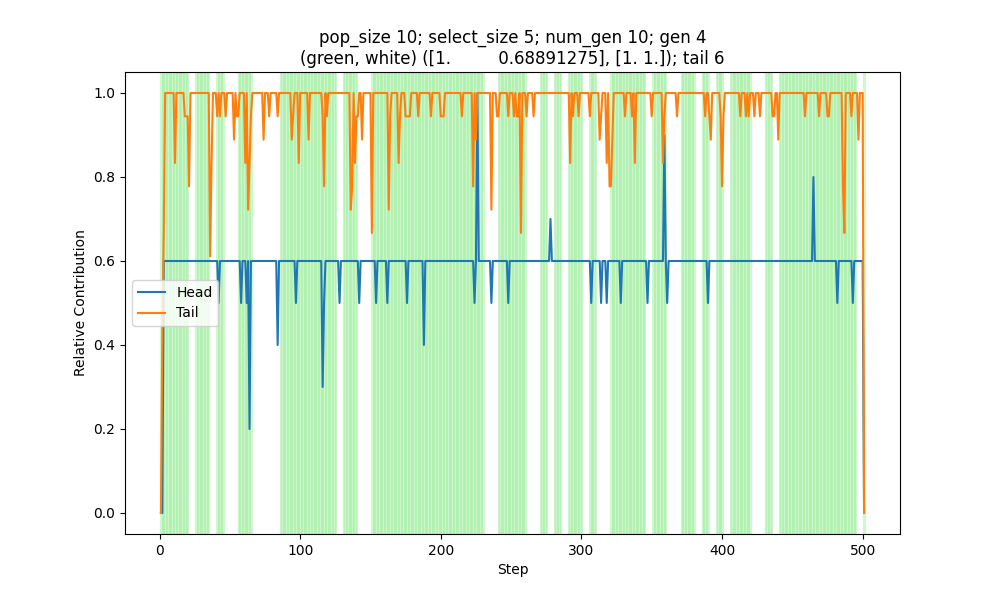 pop_size 10; select_size 5; num_gen 10; gen 4
(green, white) ([1.         0.68891275], [1. 1.]); tail 6
Relative Contribution
1.0
0.8
0.6
0.4
0.2
0.0
Head
Tail
0
100
200
300
400
500
Step